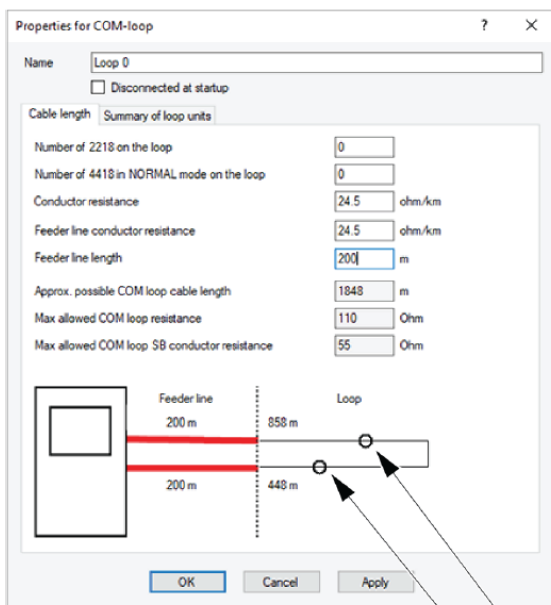 Properties for COM-loop ? ×
Name Loop 0
Disconnected at startup
Cable length Summary of loop units
Number of 2218 on the loop 0
Number of 4418 in NORMAL mode on the loop 0
Conductor resistance 24.5 ohm/km
Feeder line conductor resistance 24.5 ohm/km
Feeder line length 200 m
Approx. possible COM loop cable length 1848 m
Max allowed COM loop resistance 110 Ohm
Max allowed COM loop SB conductor resistance 55 Ohm
Feeder line Loop
200 m 858 m
200 m 448 m
OK Cancel Apply